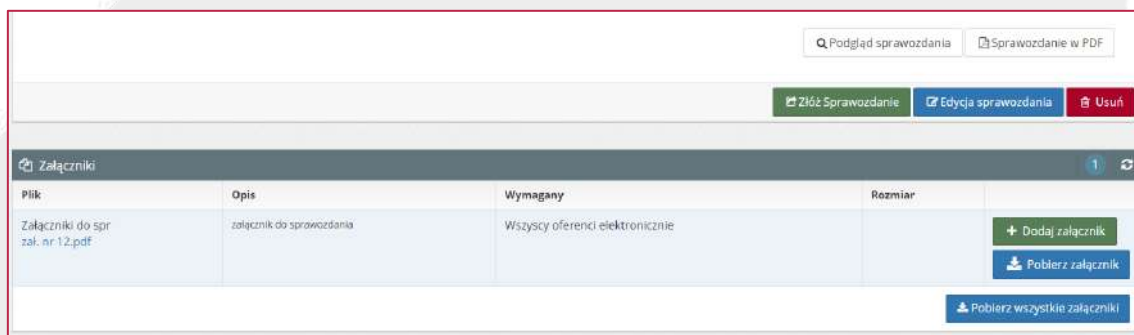 Podgląd sprawozdania Sprawozdanie w PDF
Złóż Sprawozdanie Edycja sprawozdania Usuń
Załączniki 1
Plik Opis Wymagany Rozmiar
Załączniki do spr załącznik do sprawozdania Wszyscy oferenci elektronicznie
zał. nr 12.pdf
+ Dodaj załącznik
Pobierz załącznik
Pobierz wszystkie załączniki